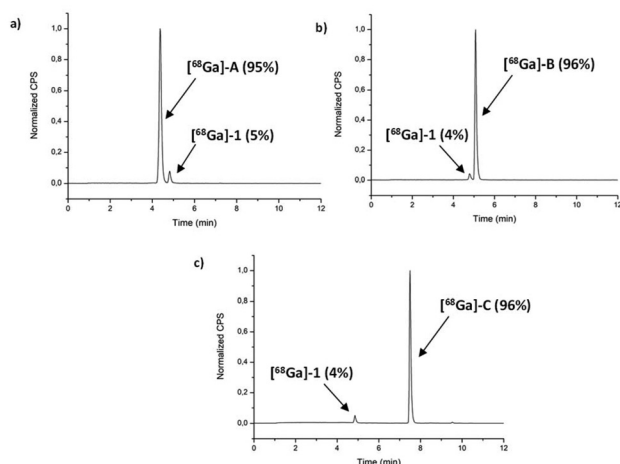 a)
1,0
0,8
0,6
0,4
0,2
0,0
Normalized CPS
[⁶⁸Ga]-A (95%)
[⁶⁸Ga]-1 (5%)
0 2 4 6 8 10 12
Time (min)
b)
1,0
0,8
0,6
0,4
0,2
0,0
Normalized CPS
[⁶⁸Ga]-B (96%)
[⁶⁸Ga]-1 (4%)
0 2 4 6 8 10 12
Time (min)
c)
1,0
0,8
0,6
0,4
0,2
0,0
Normalized CPS
[⁶⁸Ga]-C (96%)
[⁶⁸Ga]-1 (4%)
0 2 4 6 8 10 12
Time (min)